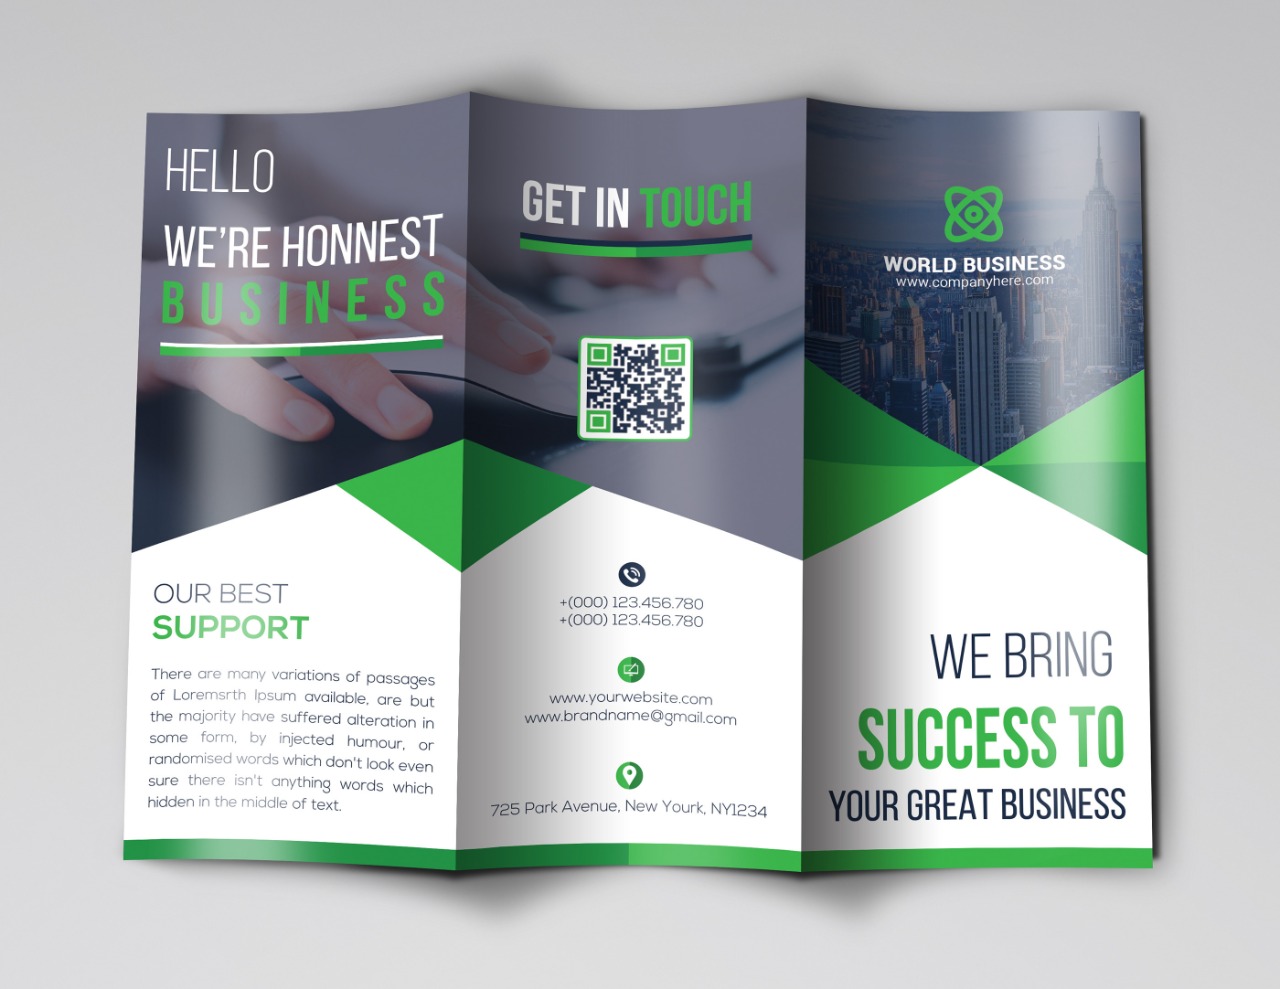 HELLO
WE'RE HONNEST
BUSINESS
OUR BEST
SUPPORT
There are many variations of passages
of Loremsrth Ipsum available, are but
the majority have suffered alteration in
some form, by injected humour, or
randomised words which don't look even
sure there isn't anything words which
hidden in the middle of text.
GET IN TOUCH
+(000) 123.456.780
+(000) 123.456.780
www.yourwebsite.com
www.brandname@gmail.com
725 Park Avenue, New Yourk, NY1234
WORLD BUSINESS
www.companyhere.com
WE BRING
SUCCESS TO
YOUR GREAT BUSINESS